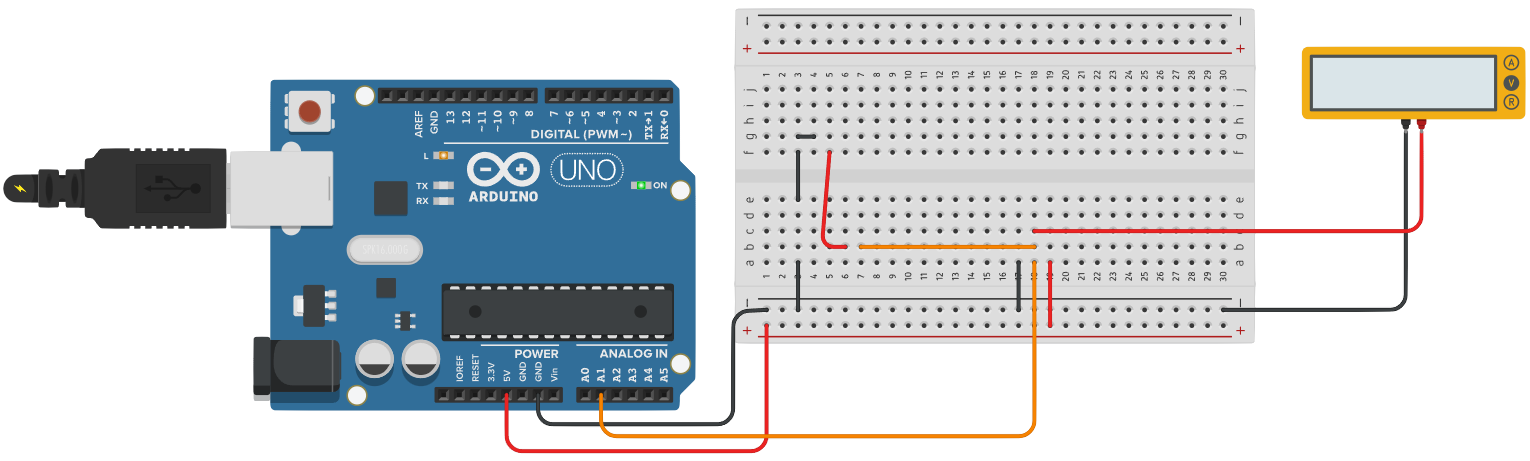 1 2 3 4 5 6 7 8 9 10 11 12 13 14 15 16 17 18 19 20 21 22 23 24 25 26 27 28 29 30
j j
i i
h h
g g
f f
e e
d d
c c
b b
a a
1 2 3 4 5 6 7 8 9 10 11 12 13 14 15 16 17 18 19 20 21 22 23 24 25 26 27 28 29 30
A
V
R
AREF
GND
13
12
~11
~10
~9
8
7
~6
~5
4
~3
2
TX→1
RX←0
DIGITAL (PWM~)
L
TX
RX
UNO
ON
ARDUINO
POWER
ANALOG IN
IOREF
RESET
3.3V
5V
GND
GND
Vin
A0
A1
A2
A3
A4
A5